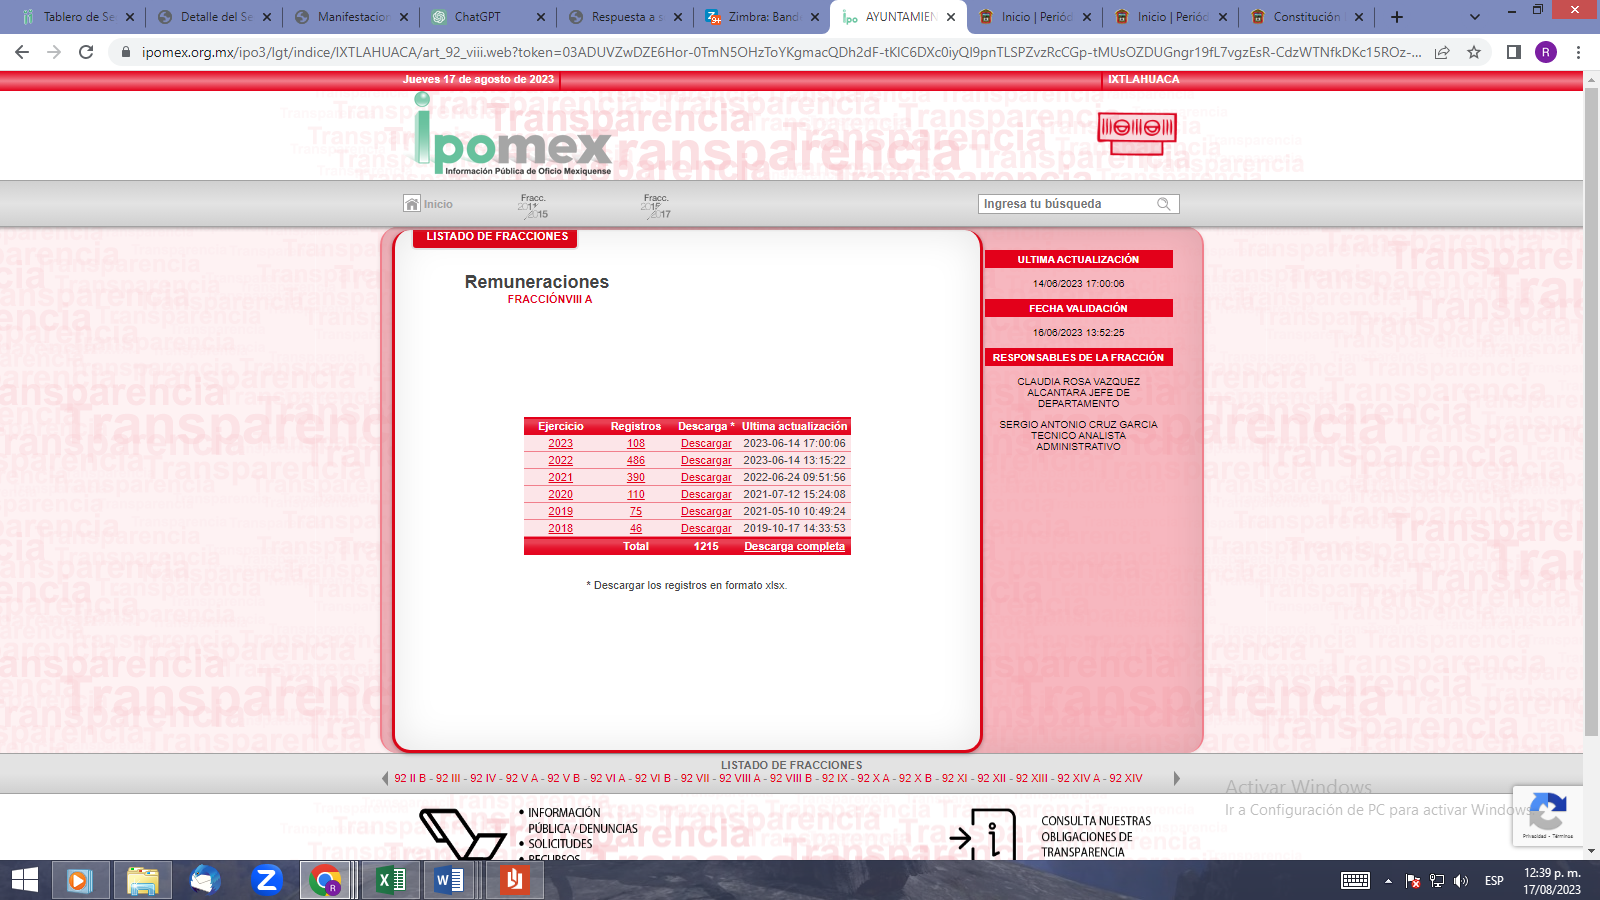 Tablero de Se
Detalle del Se
Manifestacion
ChatGPT
Respuesta a s
Zimbra: Band
AYUNTAMIEN
Inicio | Periód
Inicio | Periód
Constitución
ipomex.org.mx/ipo3/lgt/indice/IXTLAHUACA/art_92_viii.web?token=03ADUVZwDZE6Hor-0TmN5OHzToYKgmacQDh2dF-tKlC6DXc0iyQl9pnTLSPZvzRcCGp-tMUsOZDUGngr19fL7vgzEsR-CdzWTNfkDKc15ROz-...
R
Jueves 17 de agosto de 2023
IXTLAHUACA
ipomex
Información Pública de Oficio Mexiquense
Inicio
Fracc.
2015
Fracc.
2017
Ingresa tu búsqueda
LISTADO DE FRACCIONES
Remuneraciones
FRACCIÓNVIII A
Ejercicio Registros Descarga * Ultima actualización
2023 108 Descargar 2023-06-14 17:00:06
2022 486 Descargar 2023-06-14 13:15:22
2021 390 Descargar 2022-06-24 09:51:56
2020 110 Descargar 2021-07-12 15:24:08
2019 75 Descargar 2021-05-10 10:49:24
2018 46 Descargar 2019-10-17 14:33:53
Total 1215 Descarga completa
* Descargar los registros en formato xlsx.
ULTIMA ACTUALIZACIÓN
14/06/2023 17:00:06
FECHA VALIDACIÓN
16/06/2023 13:52:25
RESPONSABLES DE LA FRACCIÓN
CLAUDIA ROSA VAZQUEZ
ALCANTARA JEFE DE
DEPARTAMENTO
SERGIO ANTONIO CRUZ GARCIA
TECNICO ANALISTA
ADMINISTRATIVO
LISTADO DE FRACCIONES
92 II B - 92 III - 92 IV - 92 V A - 92 V B - 92 VI A - 92 VI B - 92 VII - 92 VIII A - 92 VIII B - 92 IX - 92 X A - 92 X B - 92 XI - 92 XII - 92 XIII - 92 XIV A - 92 XIV
• INFORMACIÓN
PÚBLICA / DENUNCIAS
• SOLICITUDES
• RECURSOS
CONSULTA NUESTRAS
OBLIGACIONES DE
TRANSPARENCIA
Activar Windows
Ir a Configuración de PC para activar Windows
Privacidad - Términos
ESP
12:39 p. m.
17/08/2023